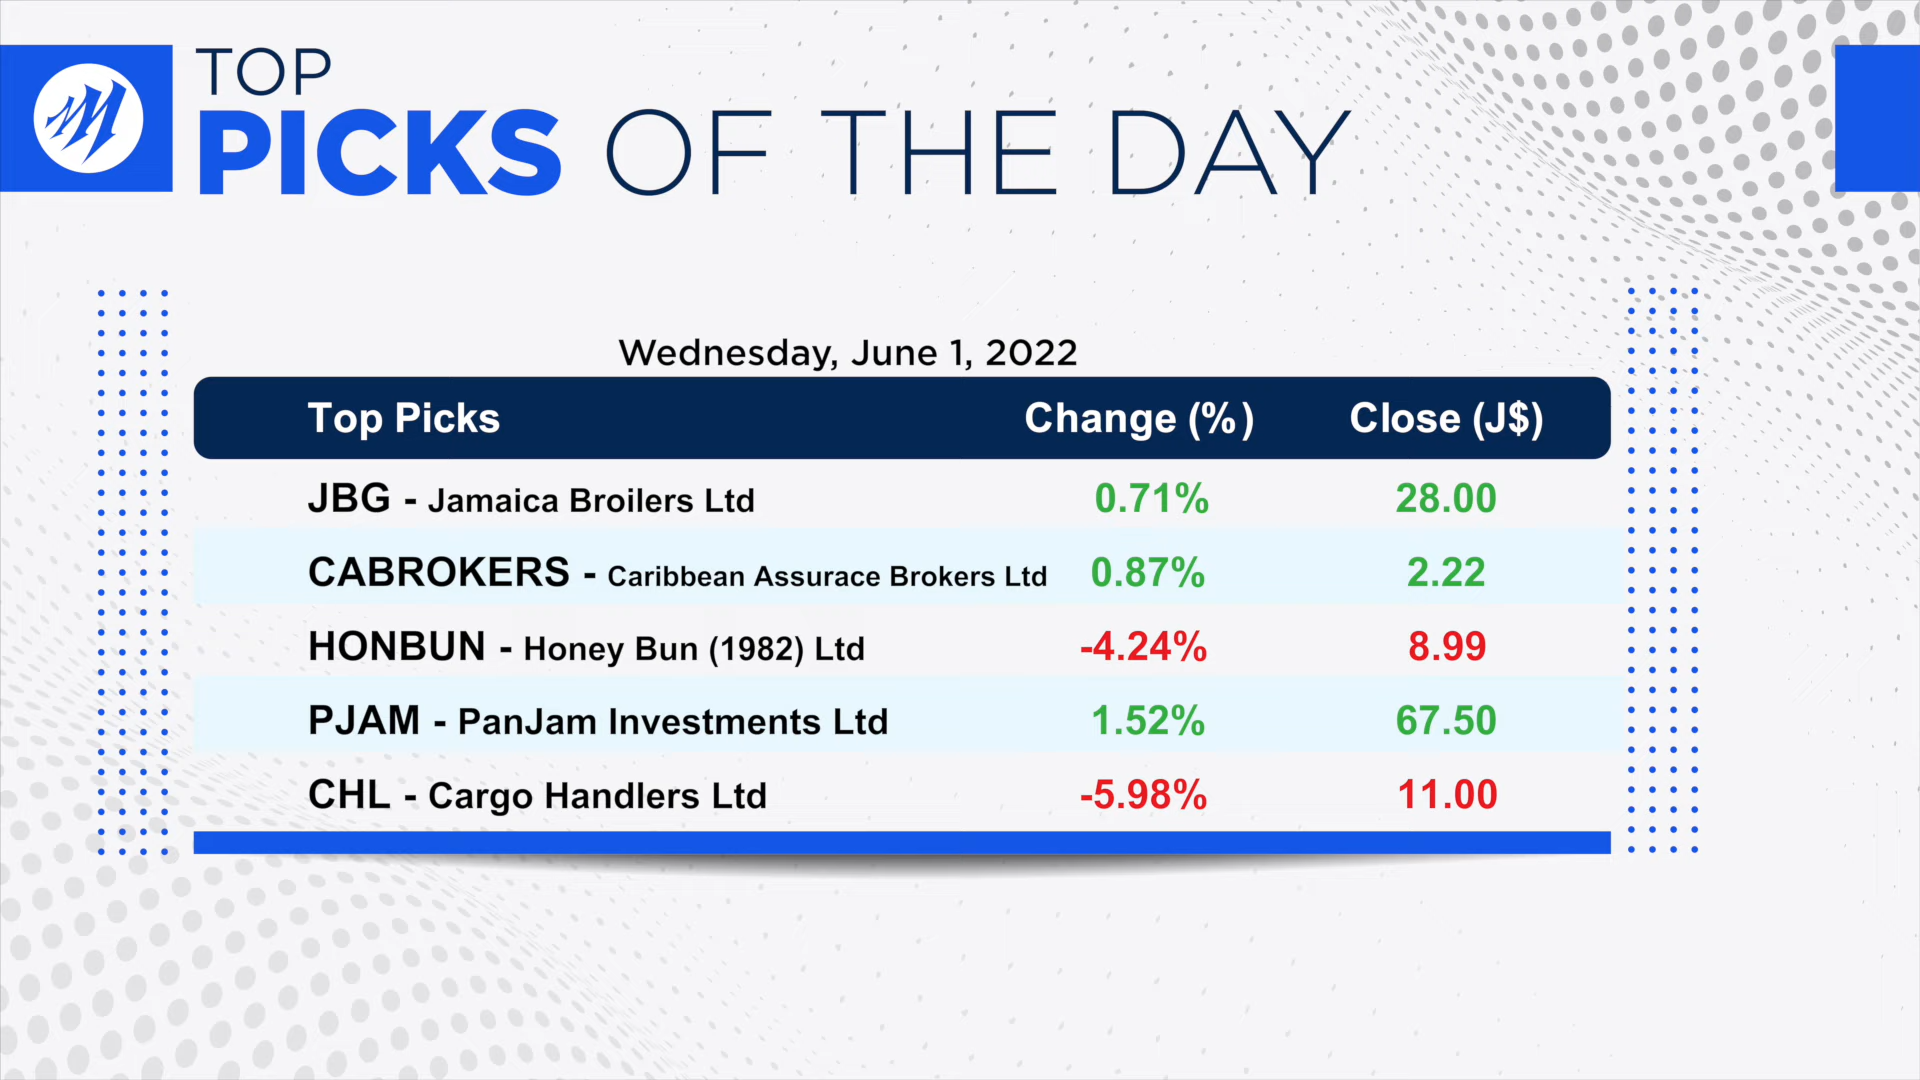 TOP
PICKS OF THE DAY
Wednesday, June 1, 2022
Top Picks Change (%) Close (J$)
JBG - Jamaica Broilers Ltd 0.71% 28.00
CABROKERS - Caribbean Assurace Brokers Ltd 0.87% 2.22
HONBUN - Honey Bun (1982) Ltd -4.24% 8.99
PJAM - PanJam Investments Ltd 1.52% 67.50
CHL - Cargo Handlers Ltd -5.98% 11.00